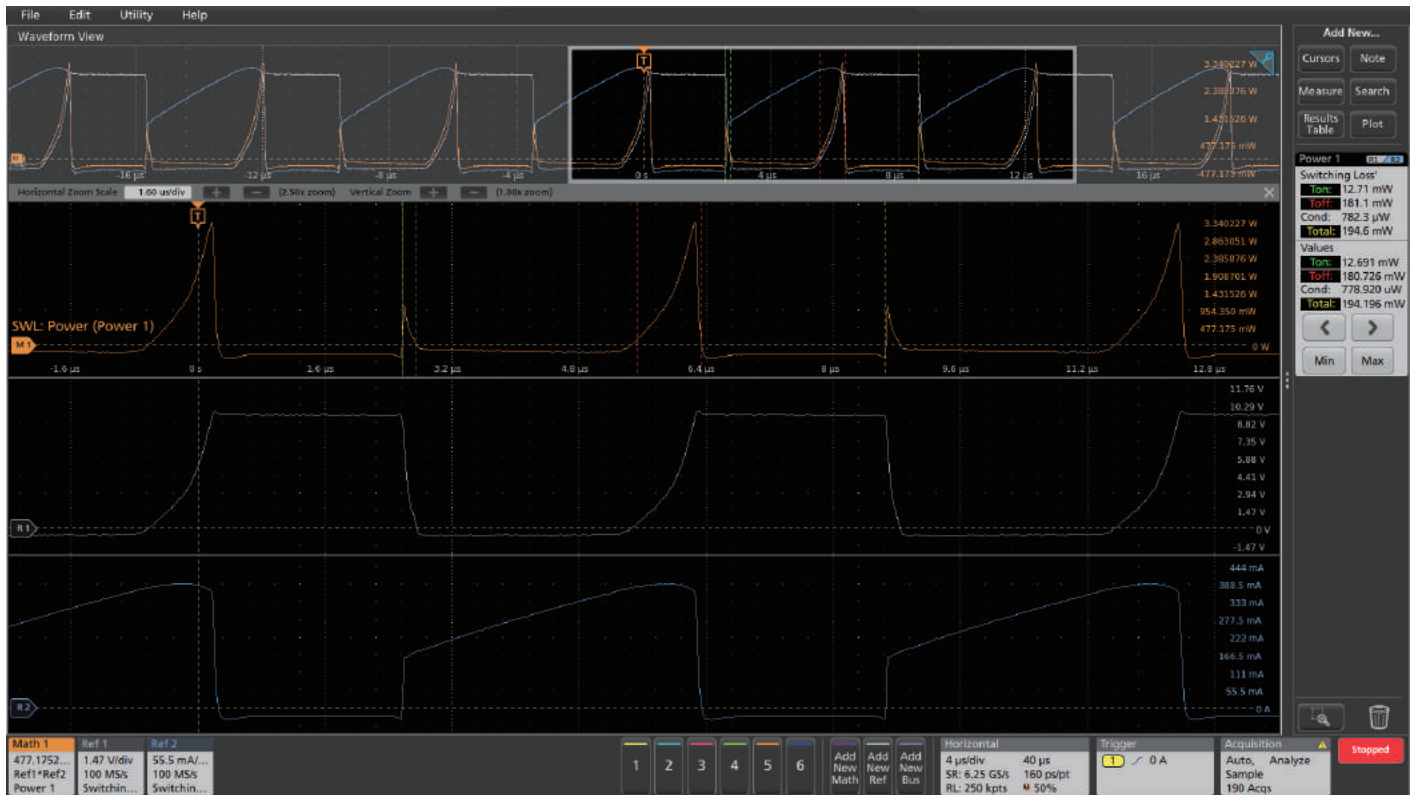 File Edit Utility Help
Waveform View
Add New...
Cursors Note
Measure Search
Results Table Plot
T
3.340227 W
2.385876 W
1.431526 W
477.175 mW
-477.175 mW
M
-16 µs -12 µs -8 µs -4 µs 0 s 4 µs 8 µs 12 µs 16 µs
Horizontal Zoom Scale 1.60 us/div + − (2.50x zoom) Vertical Zoom + − (1.00x zoom)
T
3.340227 W
2.863051 W
2.385876 W
1.908701 W
1.431526 W
954.350 mW
477.175 mW
0 W
SWL: Power (Power 1)
M 1
-1.6 µs 0 s 1.6 µs 3.2 µs 4.8 µs 6.4 µs 8 µs 9.6 µs 11.2 µs 12.8 µs
11.76 V
10.29 V
8.82 V
7.35 V
5.88 V
4.41 V
2.94 V
1.47 V
0 V
-1.47 V
R 1
444 mA
388.5 mA
333 mA
277.5 mA
222 mA
166.5 mA
111 mA
55.5 mA
0 A
R 2
Power 1 R1 / R2
Switching Loss'
Ton: 12.71 mW
Toff: 181.1 mW
Cond: 782.3 µW
Total: 194.6 mW
Values
Ton: 12.691 mW
Toff: 180.726 mW
Cond: 778.920 uW
Total: 194.196 mW
Min Max
Math 1
477.1752...
Ref1*Ref2
Power 1
Ref 1
1.47 V/div
100 MS/s
Switchin...
Ref 2
55.5 mA/...
100 MS/s
Switchin...
1 2 3 4 5 6
Add New Math
Add New Ref
Add New Bus
Horizontal
4 µs/div 40 µs
SR: 6.25 GS/s 160 ps/pt
RL: 250 kpts 50%
Trigger
1 0 A
Acquisition
Auto, Analyze
Sample
190 Acqs
Stopped